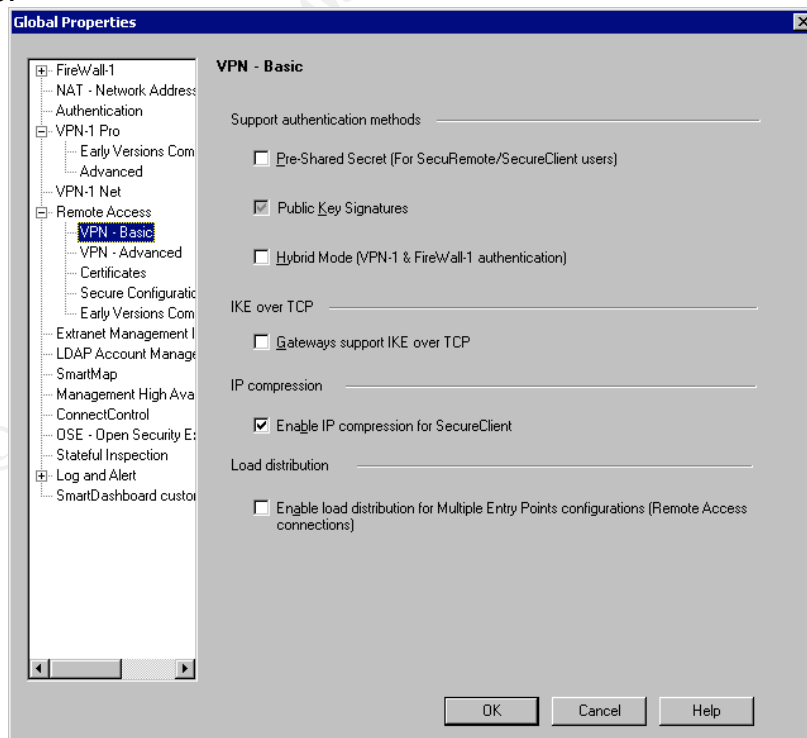 Global Properties
FireWall-1
NAT - Network Address
Authentication
VPN-1 Pro
Early Versions Com
Advanced
VPN-1 Net
Remote Access
VPN - Basic
VPN - Advanced
Certificates
Secure Configuratic
Early Versions Com
Extranet Management I
LDAP Account Manage
SmartMap
Management High Ava
ConnectControl
OSE - Open Security E
Stateful Inspection
Log and Alert
SmartDashboard custor
VPN - Basic
Support authentication methods
Pre-Shared Secret (For SecuRemote/SecureClient users)
Public Key Signatures
Hybrid Mode (VPN-1 & FireWall-1 authentication)
IKE over TCP
Gateways support IKE over TCP
IP compression
Enable IP compression for SecureClient
Load distribution
Enable load distribution for Multiple Entry Points configurations (Remote Access
connections)
OK Cancel Help